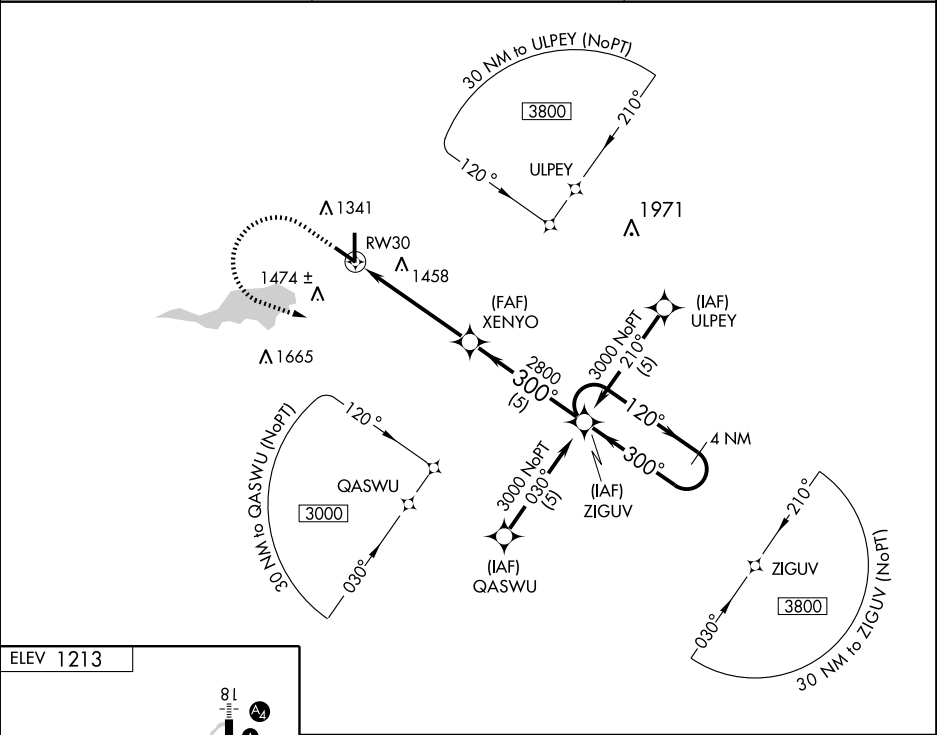 30 NM to ULPEY (NoPT)
3800
210°
120°
ULPEY
1971
1341
RW30
1458
1474 ±
1665
(FAF)
XENYO
(IAF)
ULPEY
3000 NoPT
210°
(5)
2800
300°
(5)
120°
4 NM
300°
(IAF)
ZIGUV
3000 NoPT
030°
(5)
(IAF)
QASWU
30 NM to QASWU (NoPT)
120°
QASWU
3000
030°
210°
ZIGUV
3800
030°
30 NM to ZIGUV (NoPT)
ELEV 1213
18
A4